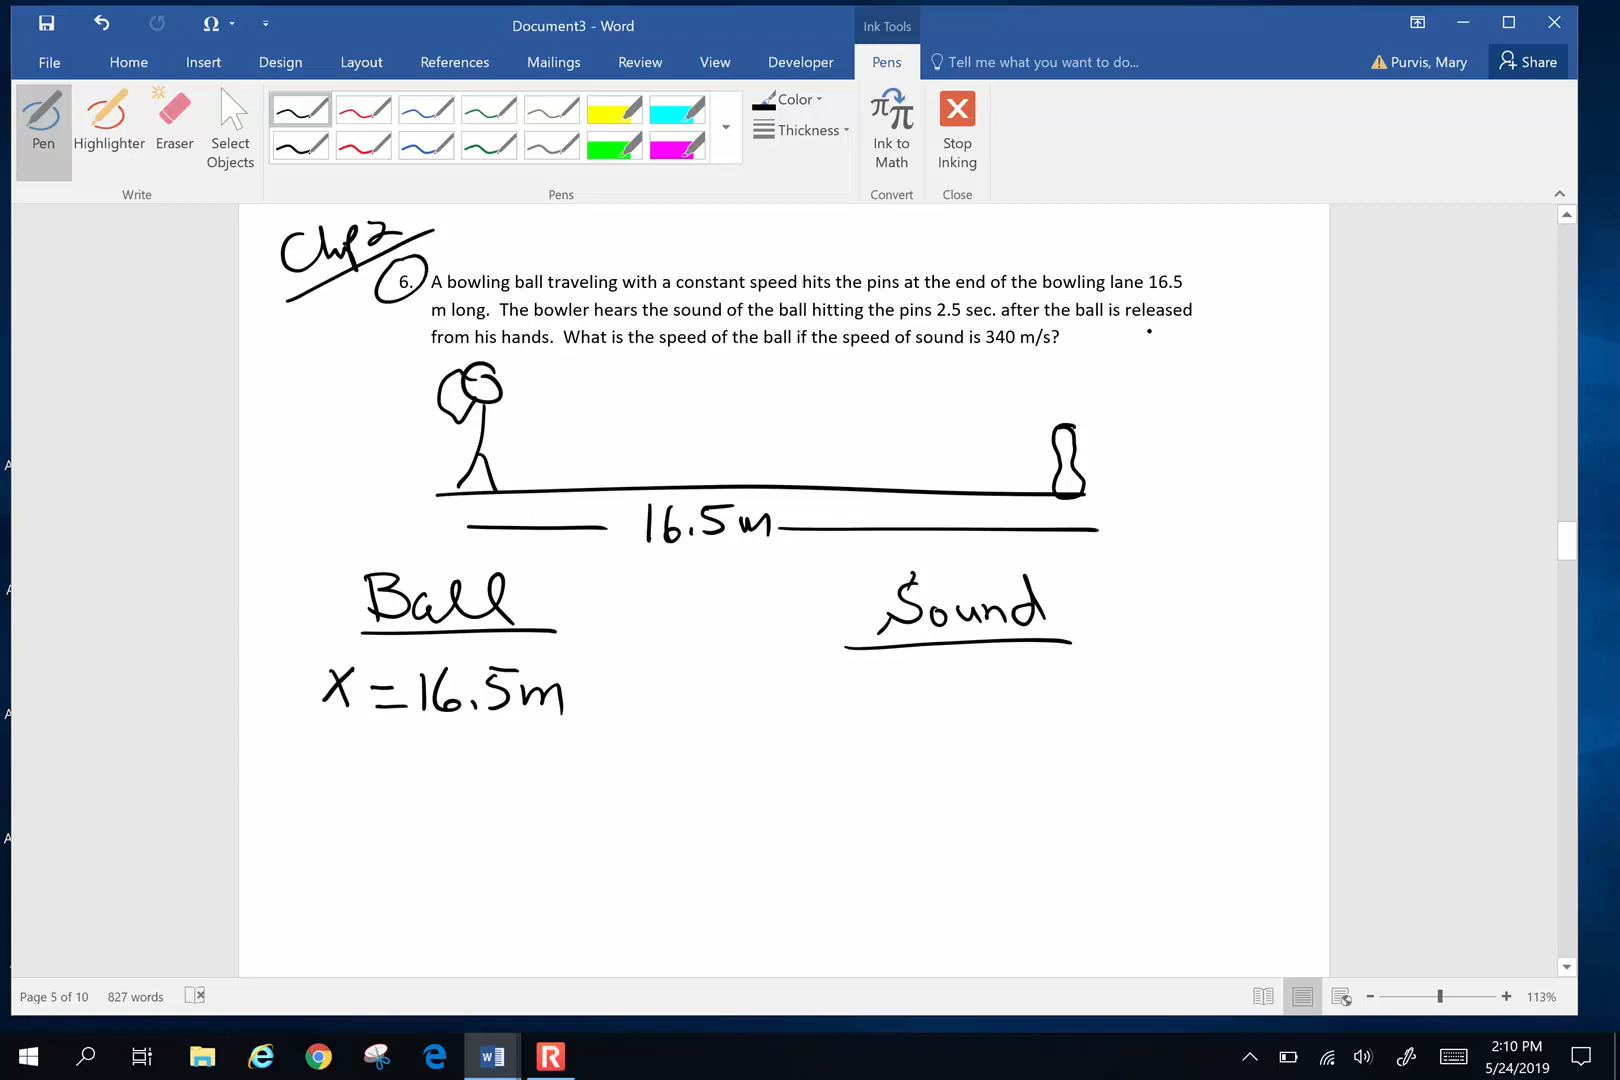 Document3 - Word
Ink Tools
File Home Insert Design Layout References Mailings Review View Developer Pens Tell me what you want to do... Purvis, Mary Share
Color
Thickness
Pen Highlighter Eraser Select Objects
Ink to Math
Stop Inking
Write Pens Convert Close
Chp 2
6. A bowling ball traveling with a constant speed hits the pins at the end of the bowling lane 16.5
m long. The bowler hears the sound of the ball hitting the pins 2.5 sec. after the ball is released
from his hands. What is the speed of the ball if the speed of sound is 340 m/s?
16.5m
Ball Sound
X = 16.5m
Page 5 of 10 827 words 113%
2:10 PM
5/24/2019